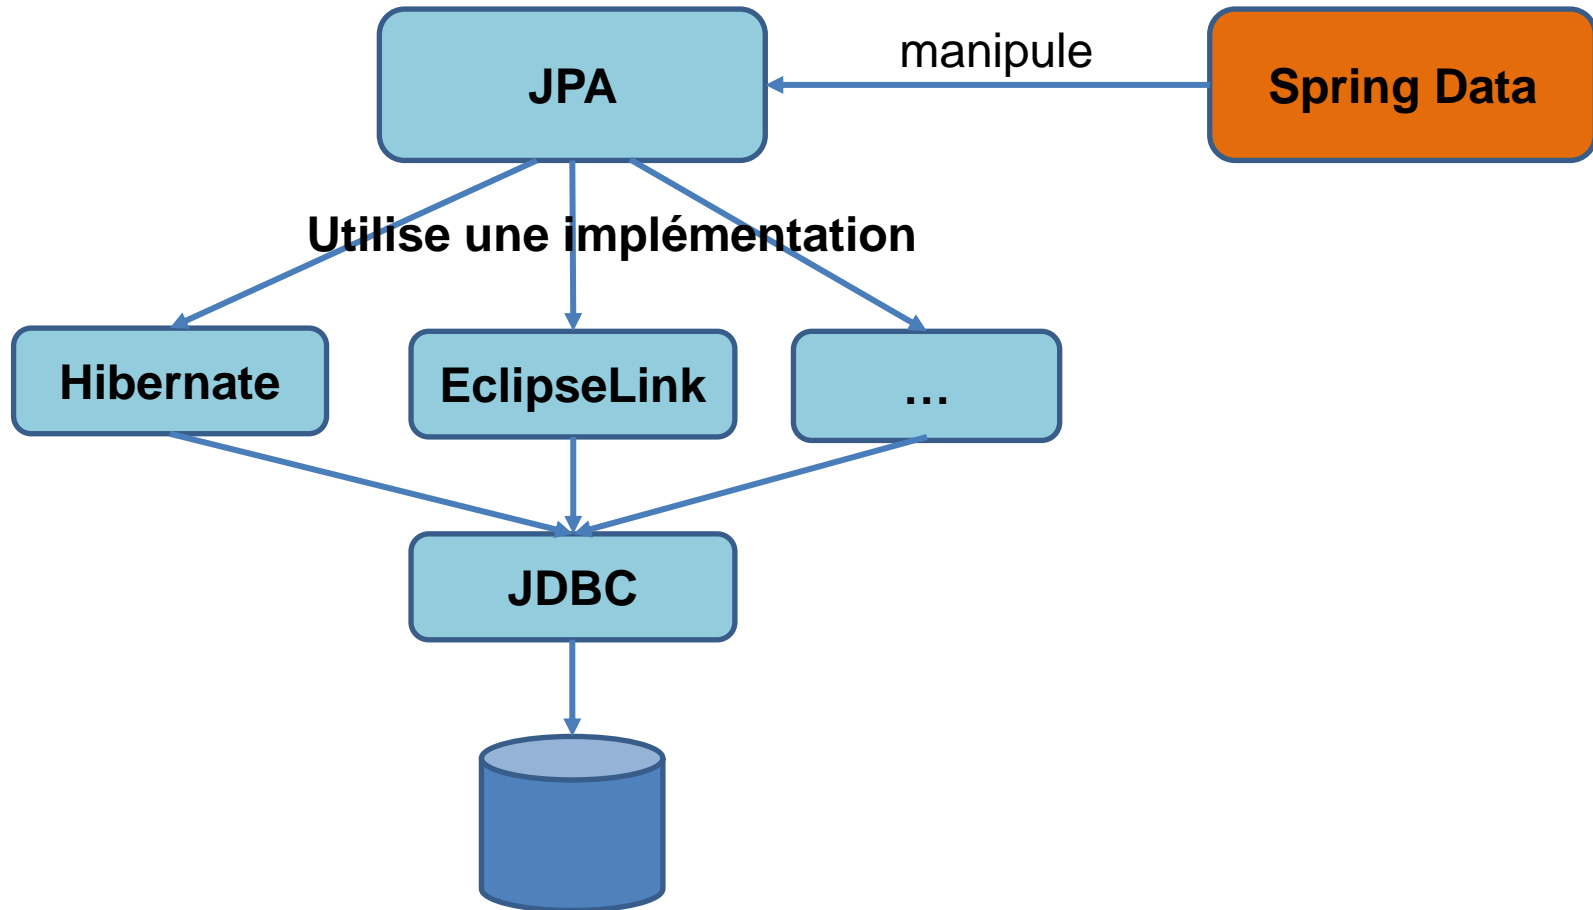 JPA
manipule
Spring Data
Utilise une implémentation
Hibernate
EclipseLink
...
JDBC